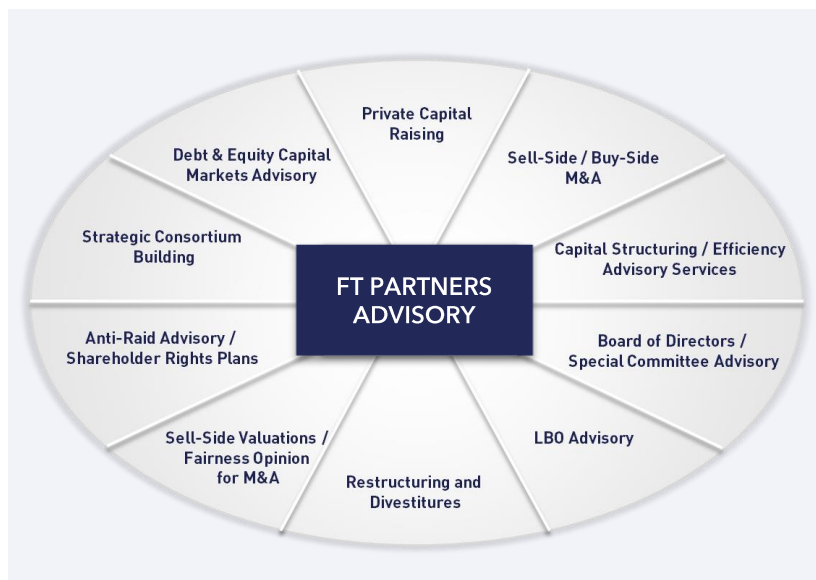 Private Capital
Raising
Debt & Equity Capital
Markets Advisory
Sell-Side / Buy-Side
M&A
Strategic Consortium
Building
Capital Structuring / Efficiency
Advisory Services
FT PARTNERS
ADVISORY
Anti-Raid Advisory /
Shareholder Rights Plans
Board of Directors /
Special Committee Advisory
Sell-Side Valuations /
Fairness Opinion
for M&A
LBO Advisory
Restructuring and
Divestitures